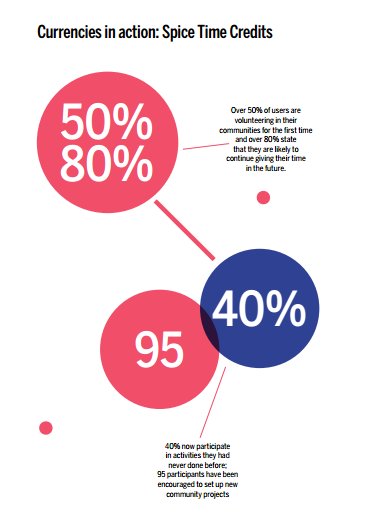 Currencies in action: Spice Time Credits
50%
80%
Over 50% of users are
volunteering in their
communities for the first time
and over 80% state
that they are likely to
continue giving their time
in the future.
40%
95
40% now participate
in activities they had
never done before;
95 participants have been
encouraged to set up new
community projects